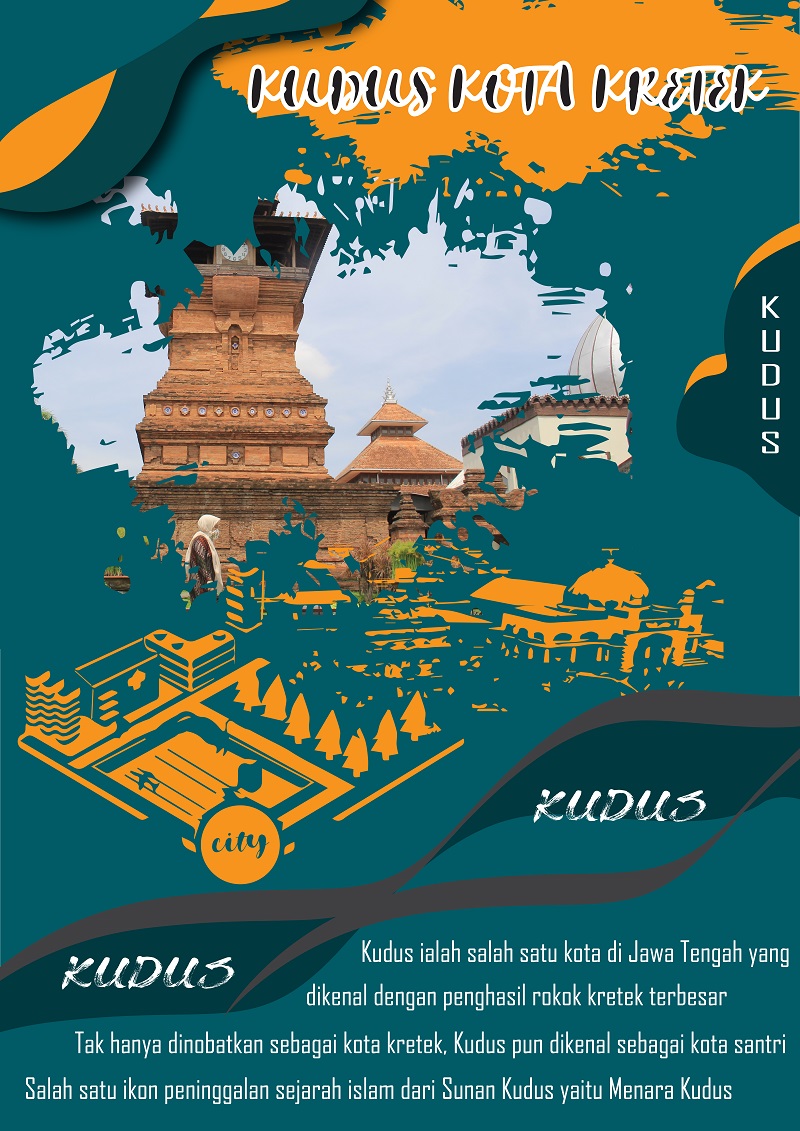 KUDUS KOTA KRETEK
KUDUS
city
KUDUS
KUDUS
Kudus ialah salah satu kota di Jawa Tengah yang
dikenal dengan penghasil rokok kretek terbesar
Tak hanya dinobatkan sebagai kota kretek, Kudus pun dikenal sebagai kota santri
Salah satu ikon peninggalan sejarah islam dari Sunan Kudus yaitu Menara Kudus